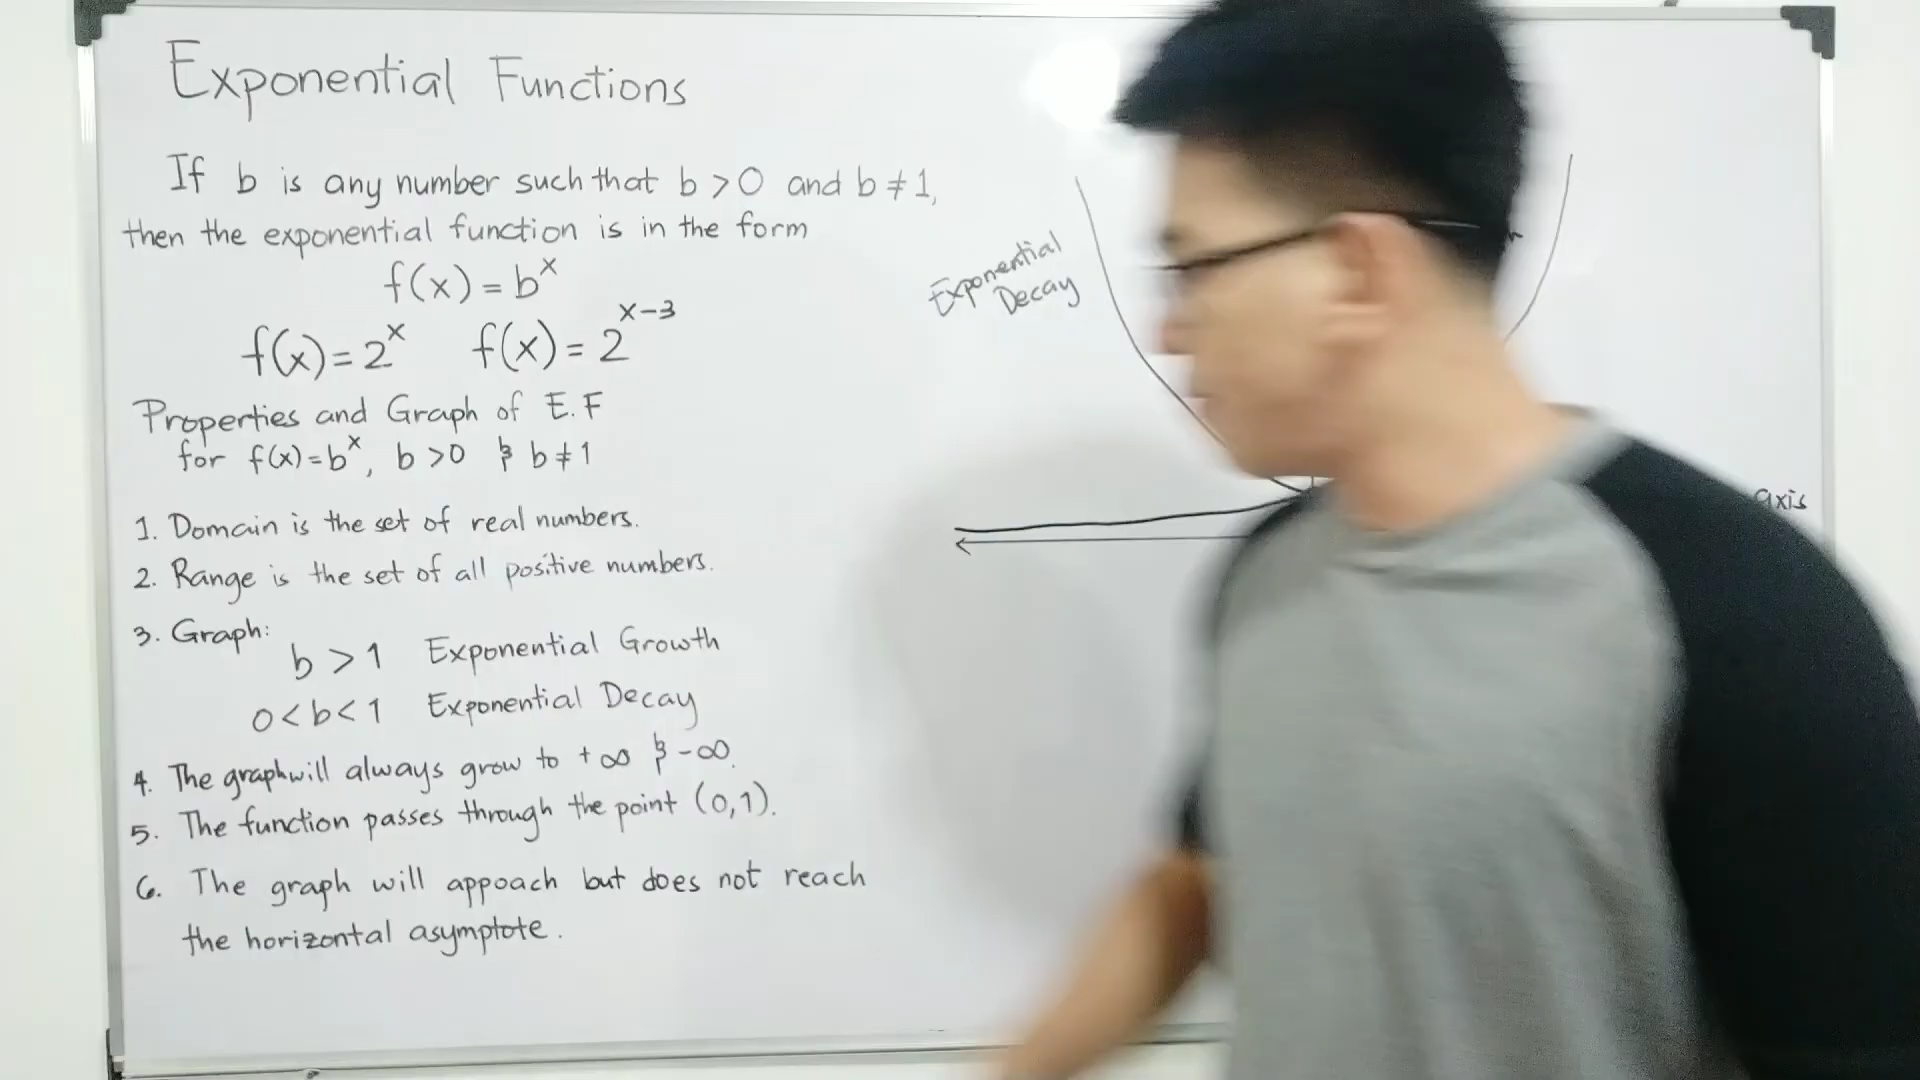 Exponential Functions
If b is any number such that b > 0 and b ≠ 1,
then the exponential function is in the form
f(x) = b^x
f(x) = 2^x f(x) = 2^(x-3)
Properties and Graph of E.F
for f(x) = b^x, b > 0 & b ≠ 1
1. Domain is the set of real numbers.
2. Range is the set of all positive numbers.
3. Graph:
b > 1 Exponential Growth
0 < b < 1 Exponential Decay
4. The graph will always grow to +∞ & -∞.
5. The function passes through the point (0,1).
6. The graph will appoach but does not reach
the horizontal asymptote.
Exponential
Decay
axis